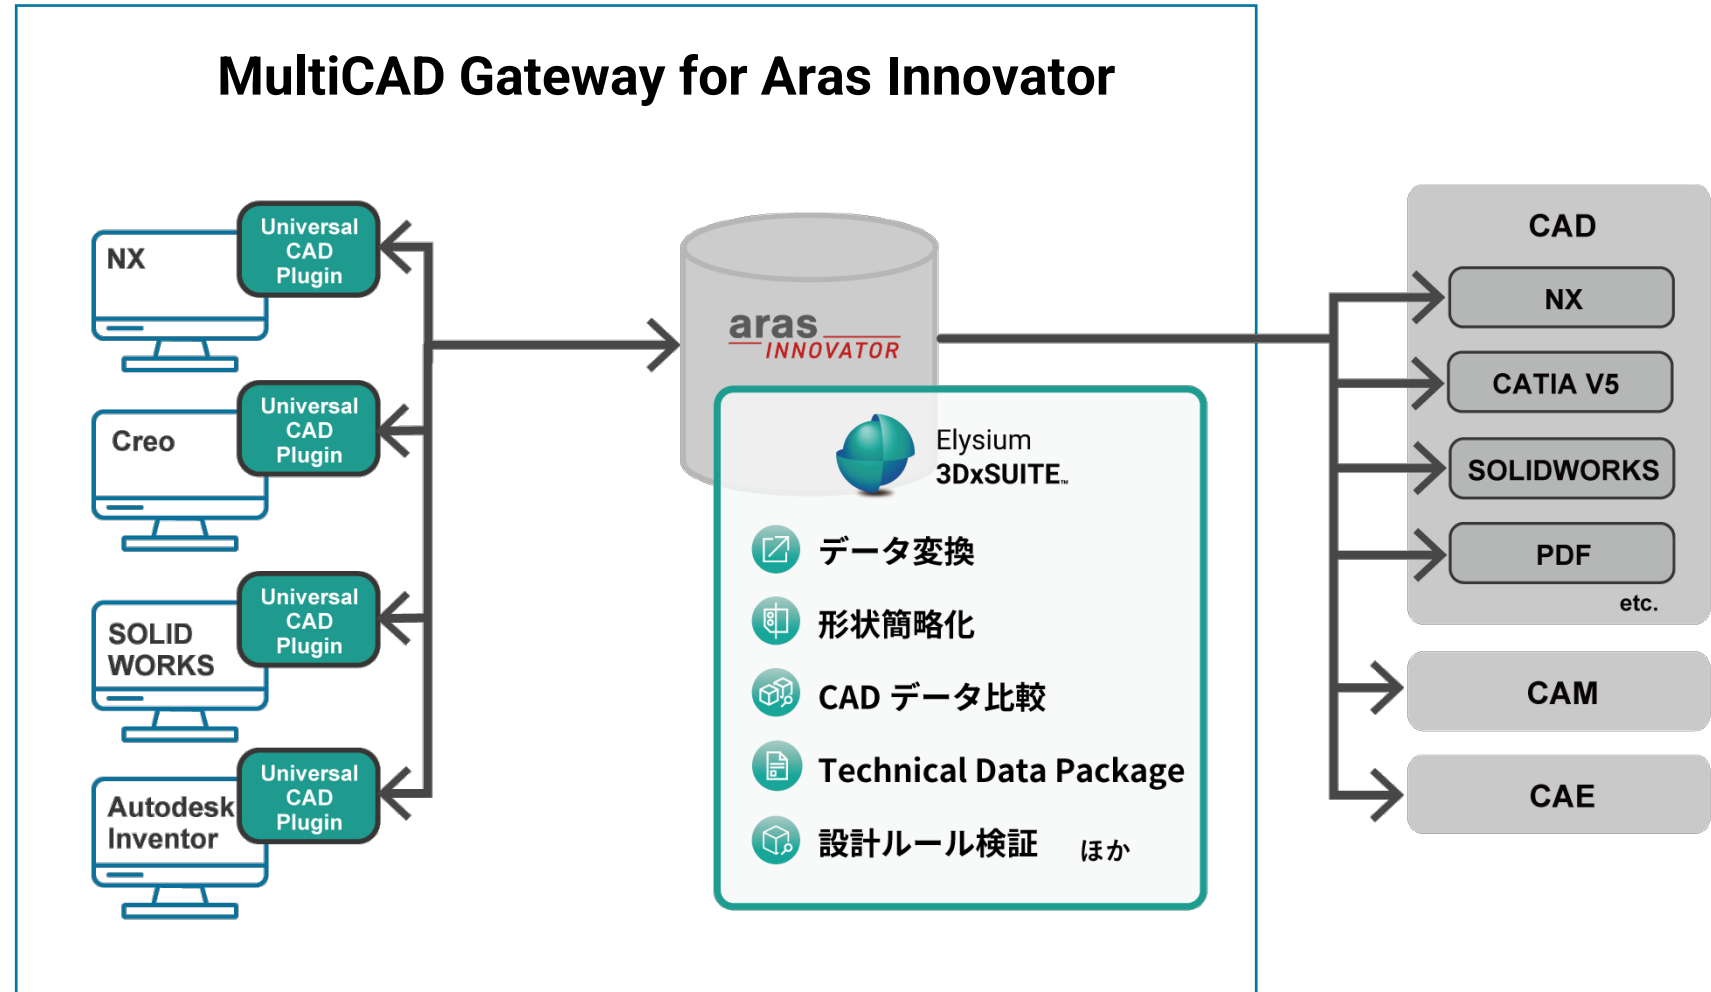 MultiCAD Gateway for Aras Innovator
NX
Universal
CAD
Plugin
Creo
Universal
CAD
Plugin
SOLID
WORKS
Universal
CAD
Plugin
Autodesk
Inventor
Universal
CAD
Plugin
aras
INNOVATOR
Elysium
3DxSUITE™
データ変換
形状簡略化
CAD データ比較
Technical Data Package
設計ルール検証 ほか
CAD
NX
CATIA V5
SOLIDWORKS
PDF
etc.
CAM
CAE